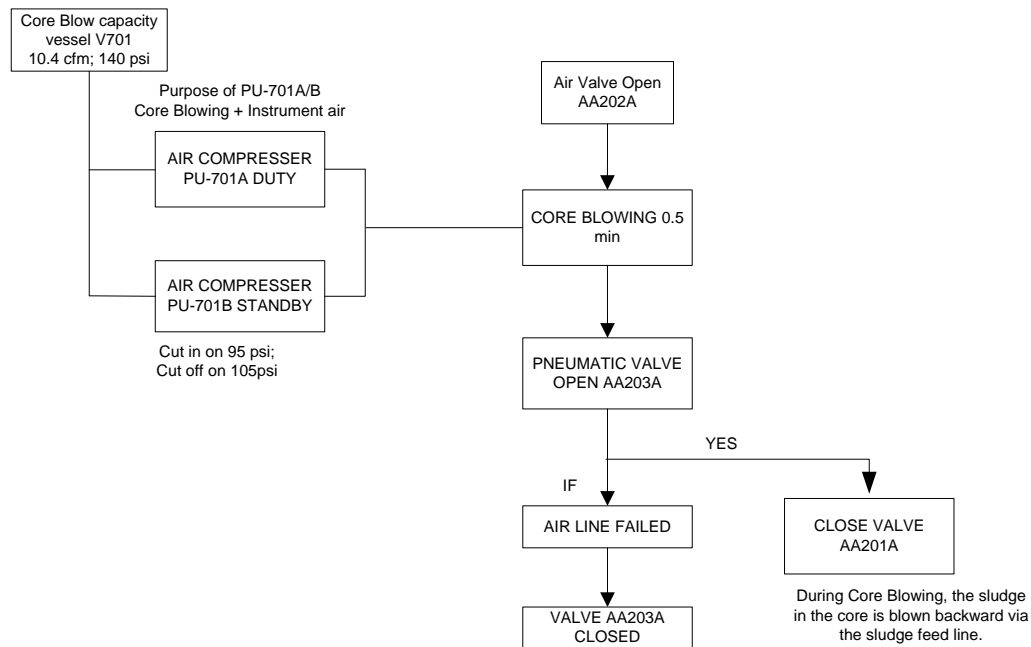 Core Blow capacity
vessel V701
10.4 cfm; 140 psi
Purpose of PU-701A/B
Core Blowing + Instrument air
AIR COMPRESSER
PU-701A DUTY
AIR COMPRESSER
PU-701B STANDBY
Cut in on 95 psi;
Cut off on 105psi
Air Valve Open
AA202A
CORE BLOWING 0.5
min
PNEUMATIC VALVE
OPEN AA203A
YES
IF
AIR LINE FAILED
CLOSE VALVE
AA201A
VALVE AA203A
CLOSED
During Core Blowing, the sludge
in the core is blown backward via
the sludge feed line.